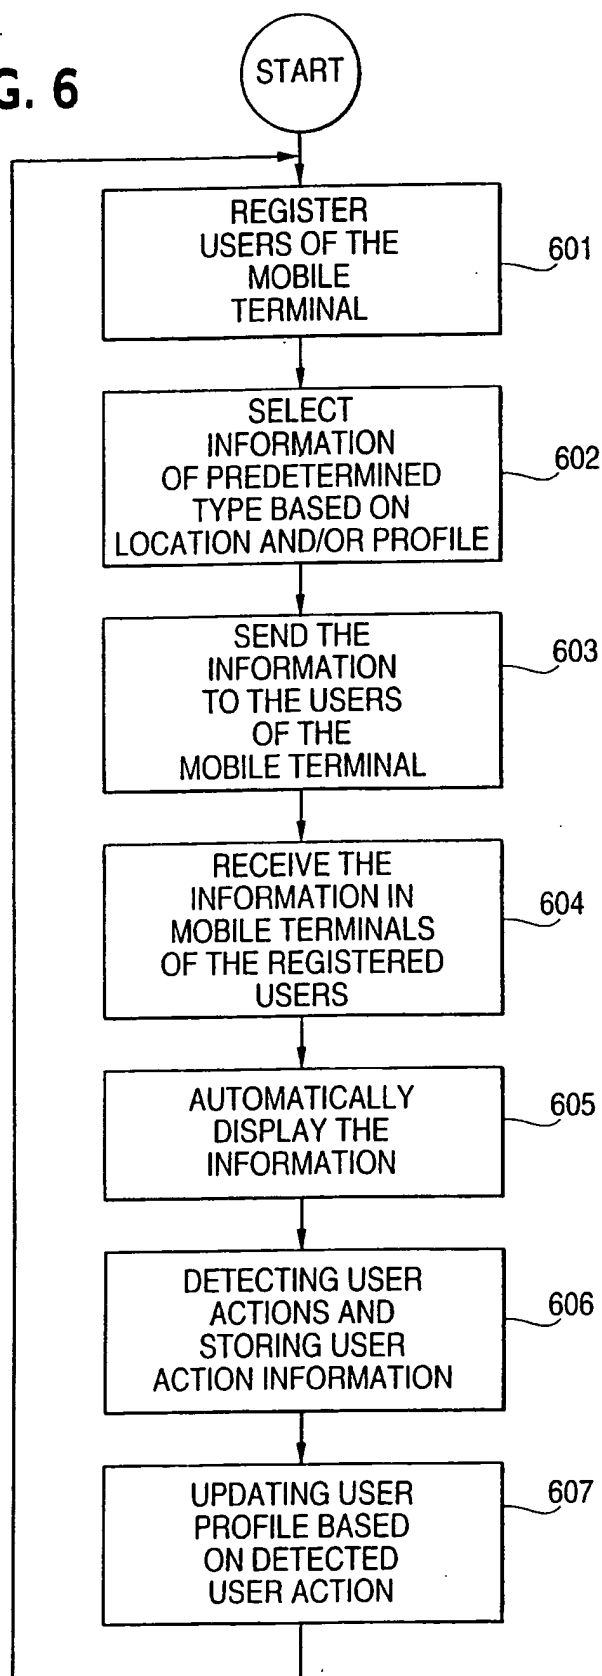 G. 6
START
REGISTER
USERS OF THE
MOBILE
TERMINAL
601
SELECT
INFORMATION
OF PREDETERMINED
TYPE BASED ON
LOCATION AND/OR PROFILE
602
SEND THE
INFORMATION
TO THE USERS
OF THE
MOBILE TERMINAL
603
RECEIVE THE
INFORMATION IN
MOBILE TERMINALS
OF THE REGISTERED
USERS
604
AUTOMATICALLY
DISPLAY THE
INFORMATION
605
DETECTING USER
ACTIONS AND
STORING USER
ACTION INFORMATION
606
UPDATING USER
PROFILE BASED
ON DETECTED
USER ACTION
607